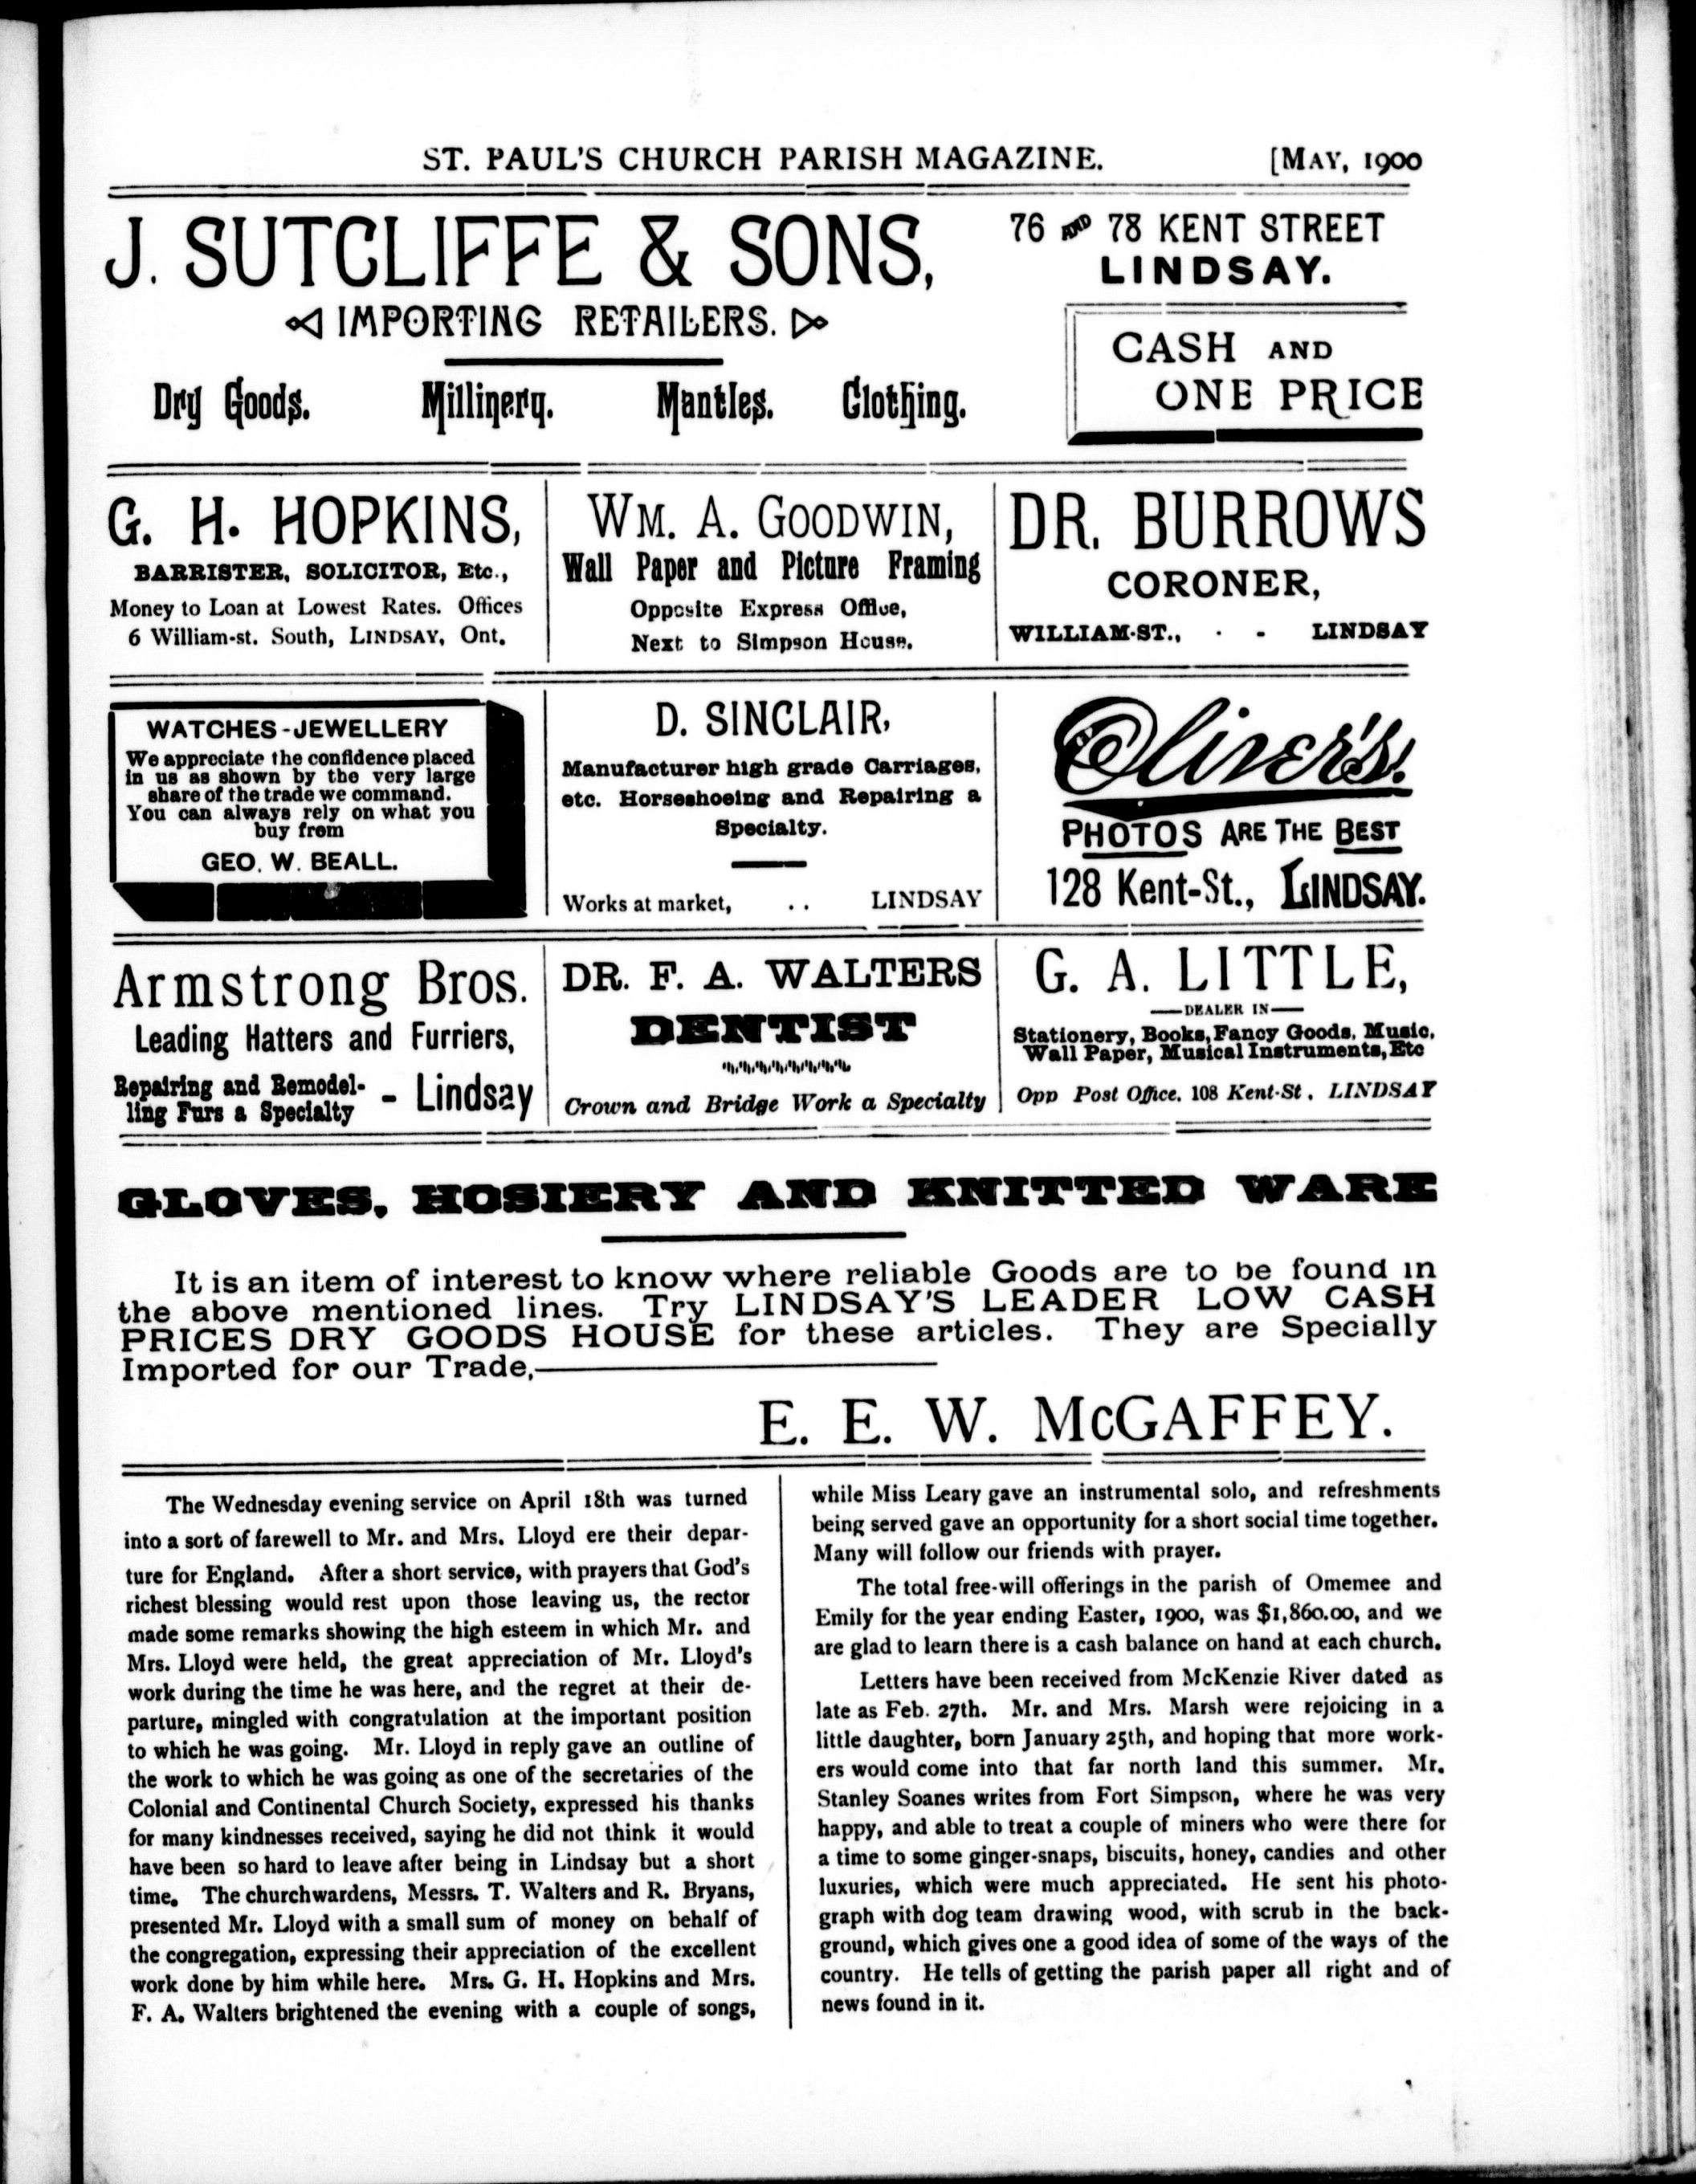 ST. PAUL'S CHURCH PARISH MAGAZINE. [MAY, 1900
J. SUTCLIFFE & SONS,
IMPORTING RETAILERS.
Dry Goods. Millinery. Mantles. Clothing.
76 AND 78 KENT STREET
LINDSAY.
CASH AND
ONE PRICE
G. H. HOPKINS,
BARRISTER, SOLICITOR, Etc.,
Money to Loan at Lowest Rates. Offices
6 William-st. South, LINDSAY, Ont.
WM. A. GOODWIN,
Wall Paper and Picture Framing
Opposite Express Office,
Next to Simpson House.
DR. BURROWS
CORONER,
WILLIAM-ST., - - LINDSAY
WATCHES-JEWELLERY
We appreciate the confidence placed
in us as shown by the very large
share of the trade we command.
You can always rely on what you
buy from
GEO. W. BEALL.
D. SINCLAIR,
Manufacturer high grade Carriages,
etc. Horseshoeing and Repairing a
Specialty.
Works at market, .. LINDSAY
Oliver's!
PHOTOS ARE THE BEST
128 Kent-St., LINDSAY.
Armstrong Bros.
Leading Hatters and Furriers,
Repairing and Remodel-
ling Furs a Specialty - Lindsay
DR. F. A. WALTERS
DENTIST
Crown and Bridge Work a Specialty
G. A. LITTLE,
—DEALER IN—
Stationery, Books, Fancy Goods, Music,
Wall Paper, Musical Instruments, Etc
Opp Post Office. 108 Kent-St. LINDSAY
GLOVES, HOSIERY AND KNITTED WARE
It is an item of interest to know where reliable Goods are to be found in
the above mentioned lines. Try LINDSAY'S LEADER LOW CASH
PRICES DRY GOODS HOUSE for these articles. They are Specially
Imported for our Trade,
E. E. W. McGAFFEY.
The Wednesday evening service on April 18th was turned
into a sort of farewell to Mr. and Mrs. Lloyd ere their depar-
ture for England. After a short service, with prayers that God's
richest blessing would rest upon those leaving us, the rector
made some remarks showing the high esteem in which Mr. and
Mrs. Lloyd were held, the great appreciation of Mr. Lloyd's
work during the time he was here, and the regret at their de-
parture, mingled with congratulation at the important position
to which he was going. Mr. Lloyd in reply gave an outline of
the work to which he was going as one of the secretaries of the
Colonial and Continental Church Society, expressed his thanks
for many kindnesses received, saying he did not think it would
have been so hard to leave after being in Lindsay but a short
time. The churchwardens, Messrs. T. Walters and R. Bryans,
presented Mr. Lloyd with a small sum of money on behalf of
the congregation, expressing their appreciation of the excellent
work done by him while here. Mrs. G. H. Hopkins and Mrs.
F. A. Walters brightened the evening with a couple of songs,
while Miss Leary gave an instrumental solo, and refreshments
being served gave an opportunity for a short social time together.
Many will follow our friends with prayer.
The total free-will offerings in the parish of Omemee and
Emily for the year ending Easter, 1900, was $1,860.00, and we
are glad to learn there is a cash balance on hand at each church.
Letters have been received from McKenzie River dated as
late as Feb. 27th. Mr. and Mrs. Marsh were rejoicing in a
little daughter, born January 25th, and hoping that more work-
ers would come into that far north land this summer. Mr.
Stanley Soanes writes from Fort Simpson, where he was very
happy, and able to treat a couple of miners who were there for
a time to some ginger-snaps, biscuits, honey, candies and other
luxuries, which were much appreciated. He sent his photo-
graph with dog team drawing wood, with scrub in the back-
ground, which gives one a good idea of some of the ways of the
country. He tells of getting the parish paper all right and of
news found in it.